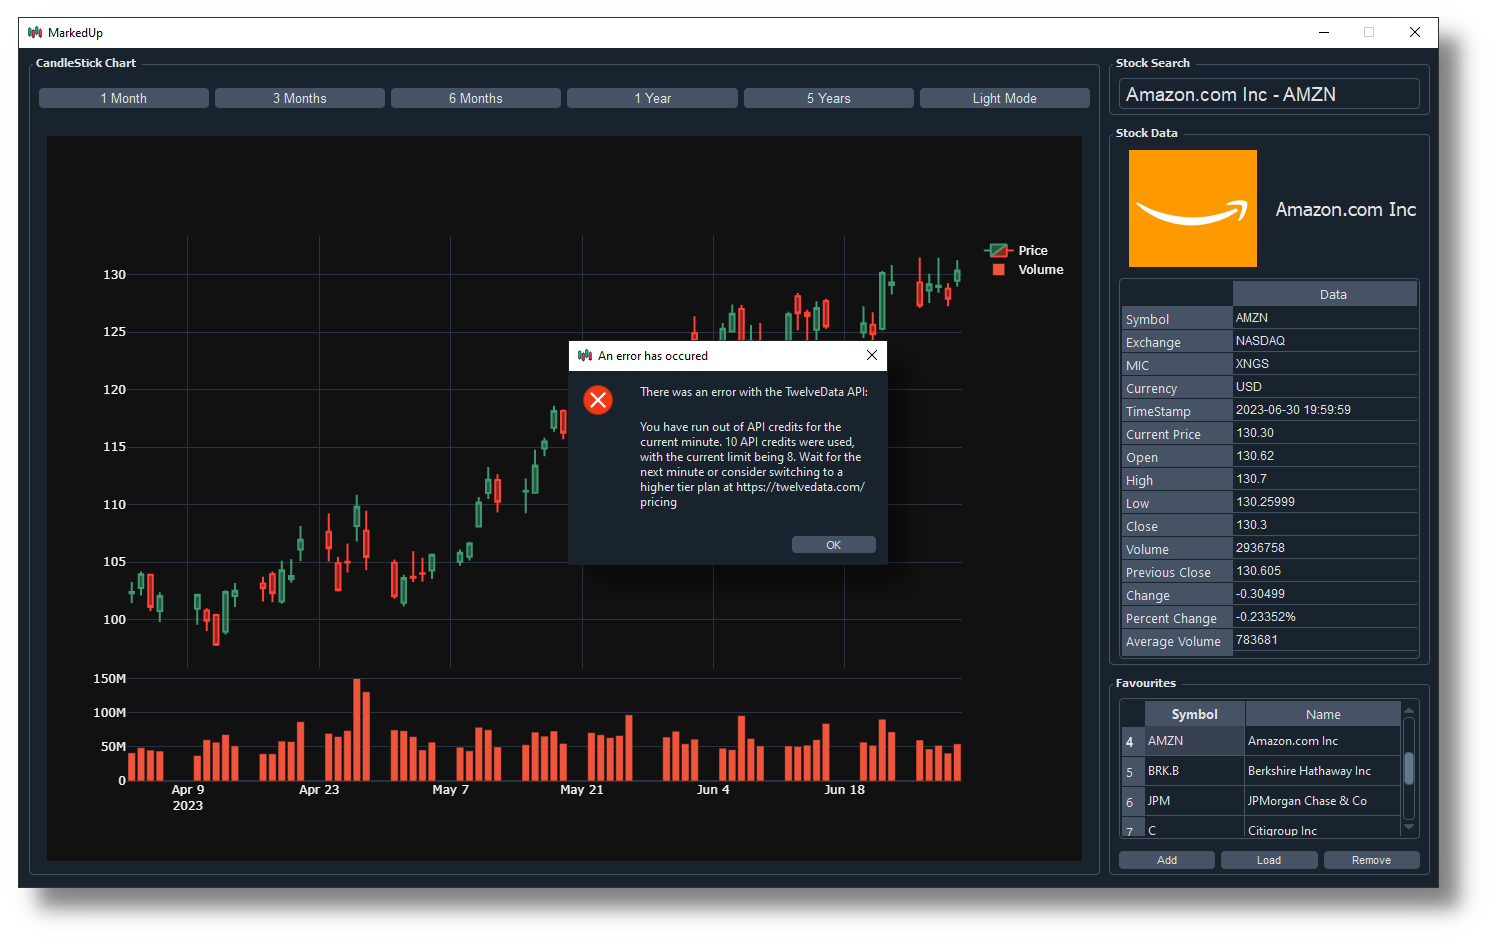 MarkedUp
CandleStick Chart
1 Month
3 Months
6 Months
1 Year
5 Years
Light Mode
Price
Volume
130
125
120
115
110
105
100
150M
100M
50M
0
Apr 9
2023
Apr 23
May 7
May 21
Jun 4
Jun 18
An error has occured
There was an error with the TwelveData API:
You have run out of API credits for the
current minute. 10 API credits were used,
with the current limit being 8. Wait for the
next minute or consider switching to a
higher tier plan at https://twelvedata.com/
pricing
OK
Stock Search
Amazon.com Inc - AMZN
Stock Data
Amazon.com Inc
Data
Symbol AMZN
Exchange NASDAQ
MIC XNGS
Currency USD
TimeStamp 2023-06-30 19:59:59
Current Price 130.30
Open 130.62
High 130.7
Low 130.25999
Close 130.3
Volume 2936758
Previous Close 130.605
Change -0.30499
Percent Change -0.23352%
Average Volume 783681
Favourites
Symbol Name
4 AMZN Amazon.com Inc
5 BRK.B Berkshire Hathaway Inc
6 JPM JPMorgan Chase & Co
7 C Citigroup Inc
Add
Load
Remove